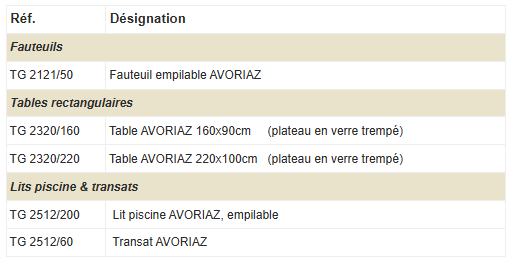 Réf. Désignation
Fauteuils
TG 2121/50 Fauteuil empilable AVORIAZ
Tables rectangulaires
TG 2320/160 Table AVORIAZ 160x90cm (plateau en verre trempé)
TG 2320/220 Table AVORIAZ 220x100cm (plateau en verre trempé)
Lits piscine & transats
TG 2512/200 Lit piscine AVORIAZ, empilable
TG 2512/60 Transat AVORIAZ